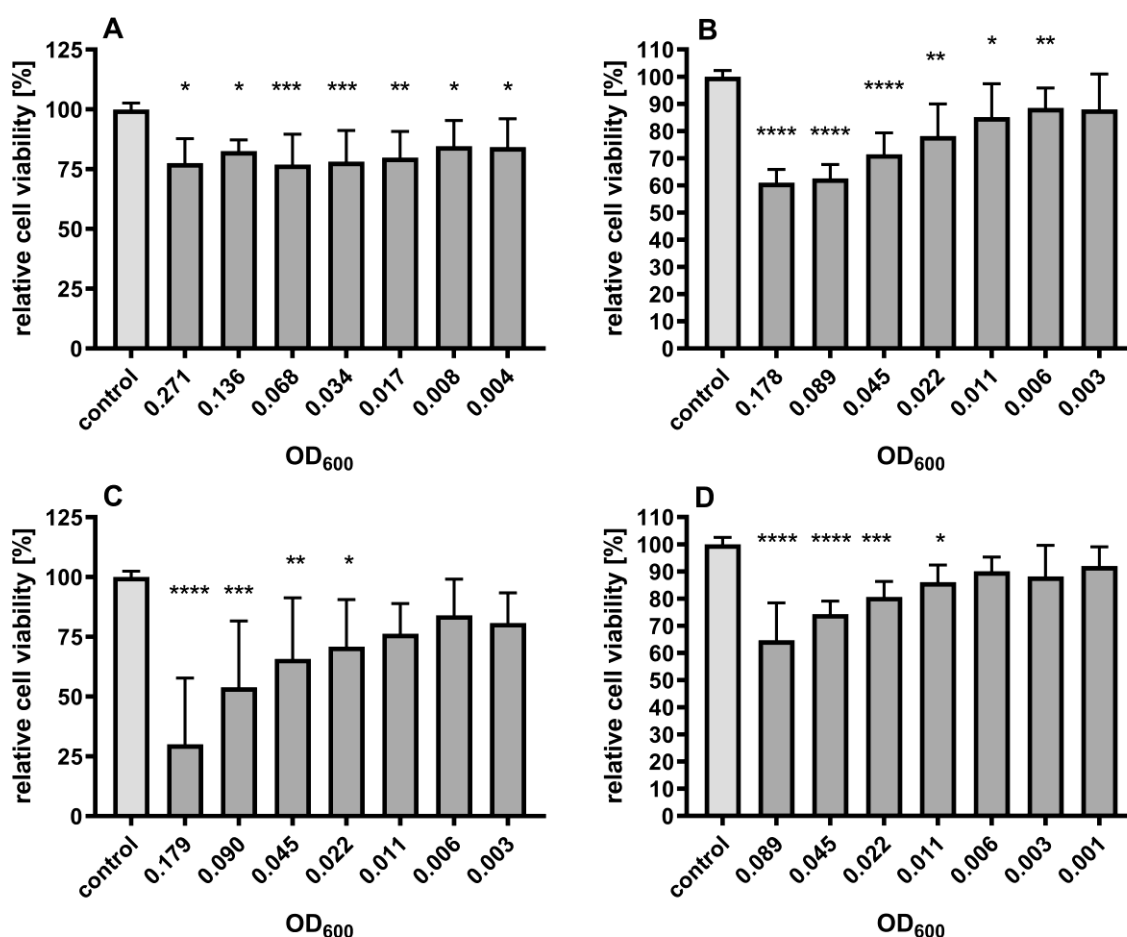 A
relative cell viability [%]
125
100
75
50
25
0
* * *** *** ** * *
control 0.271 0.136 0.068 0.034 0.017 0.008 0.004
OD600
B
relative cell viability [%]
110
100
90
80
70
60
50
40
30
20
10
0
**** **** **** ** * **
control 0.178 0.089 0.045 0.022 0.011 0.006 0.003
OD600
C
relative cell viability [%]
125
100
75
50
25
0
**** *** ** *
control 0.179 0.090 0.045 0.022 0.011 0.006 0.003
OD600
D
relative cell viability [%]
110
100
90
80
70
60
50
40
30
20
10
0
**** **** *** *
control 0.089 0.045 0.022 0.011 0.006 0.003 0.001
OD600